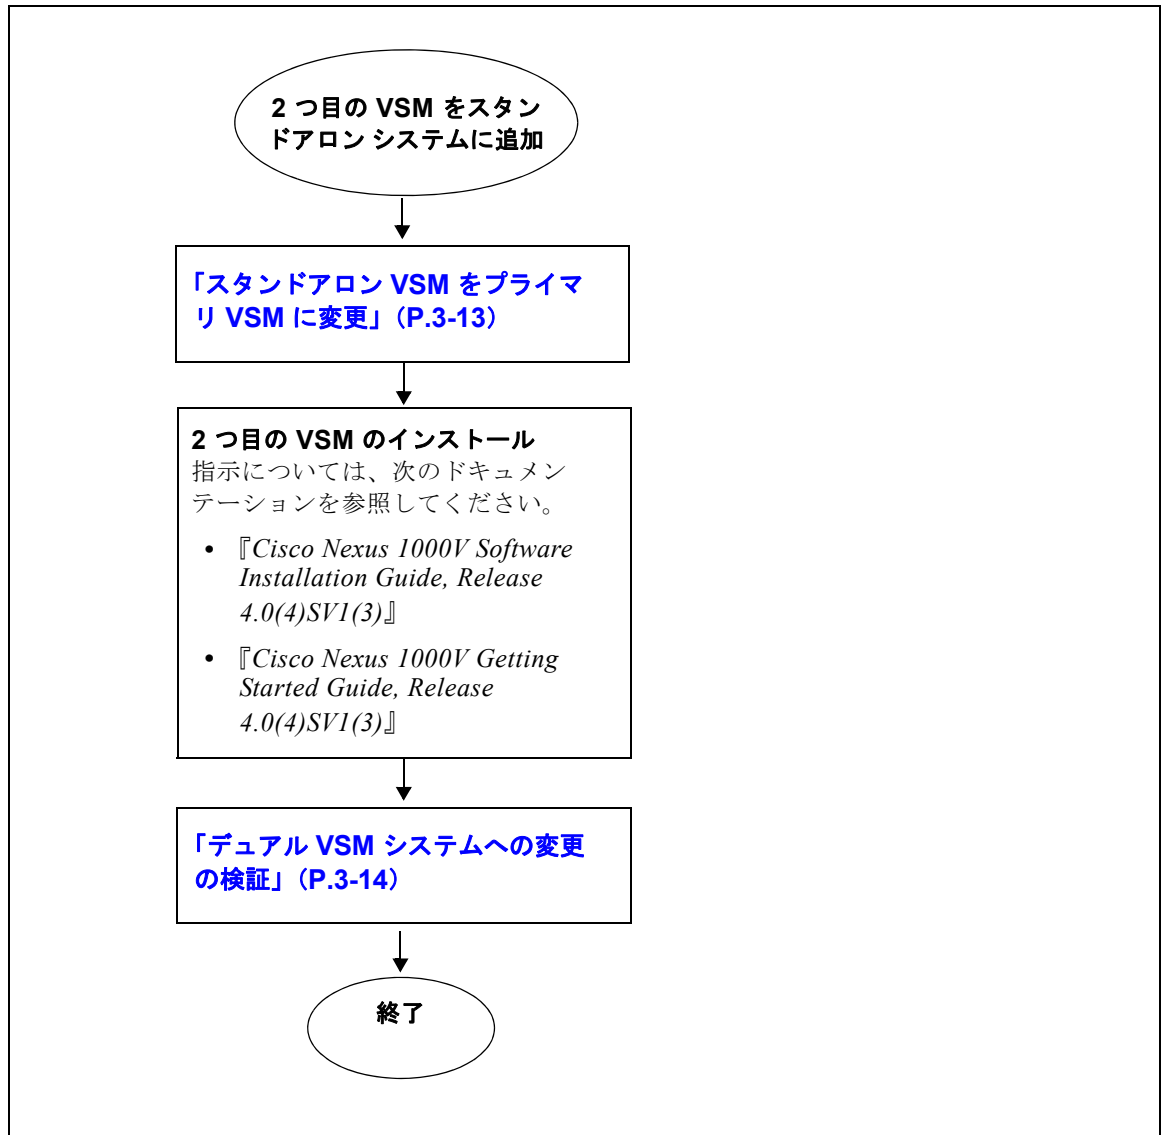 2 つ目の VSM をスタン
ドアロン システムに追加
「スタンドアロン VSM をプライマ
リ VSM に変更」（P.3-13）
2 つ目の VSM のインストール
指示については、次のドキュメン
テーションを参照してください。
• 『Cisco Nexus 1000V Software
Installation Guide, Release
4.0(4)SV1(3)』
• 『Cisco Nexus 1000V Getting
Started Guide, Release
4.0(4)SV1(3)』
「デュアル VSM システムへの変更
の検証」（P.3-14）
終了